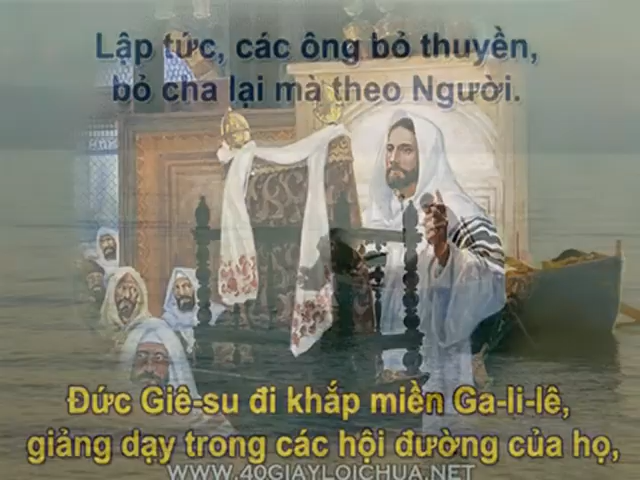 Lập tức, các ông bỏ thuyền,
bỏ cha lại mà theo Người.
Đức Giê-su đi khắp miền Ga-li-lê,
giảng dạy trong các hội đường của họ,
WWW.40GIAYLOICHUA.NET